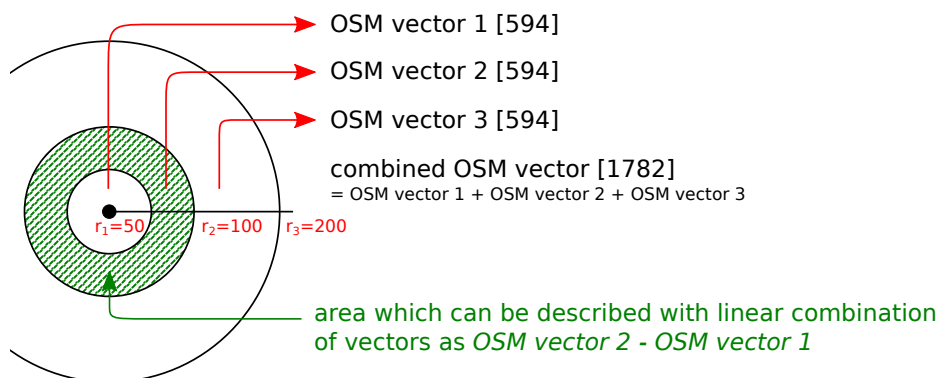 OSM vector 1 [594]
OSM vector 2 [594]
OSM vector 3 [594]
combined OSM vector [1782]
= OSM vector 1 + OSM vector 2 + OSM vector 3
r₁=50 r₂=100 r₃=200
area which can be described with linear combination
of vectors as OSM vector 2 - OSM vector 1